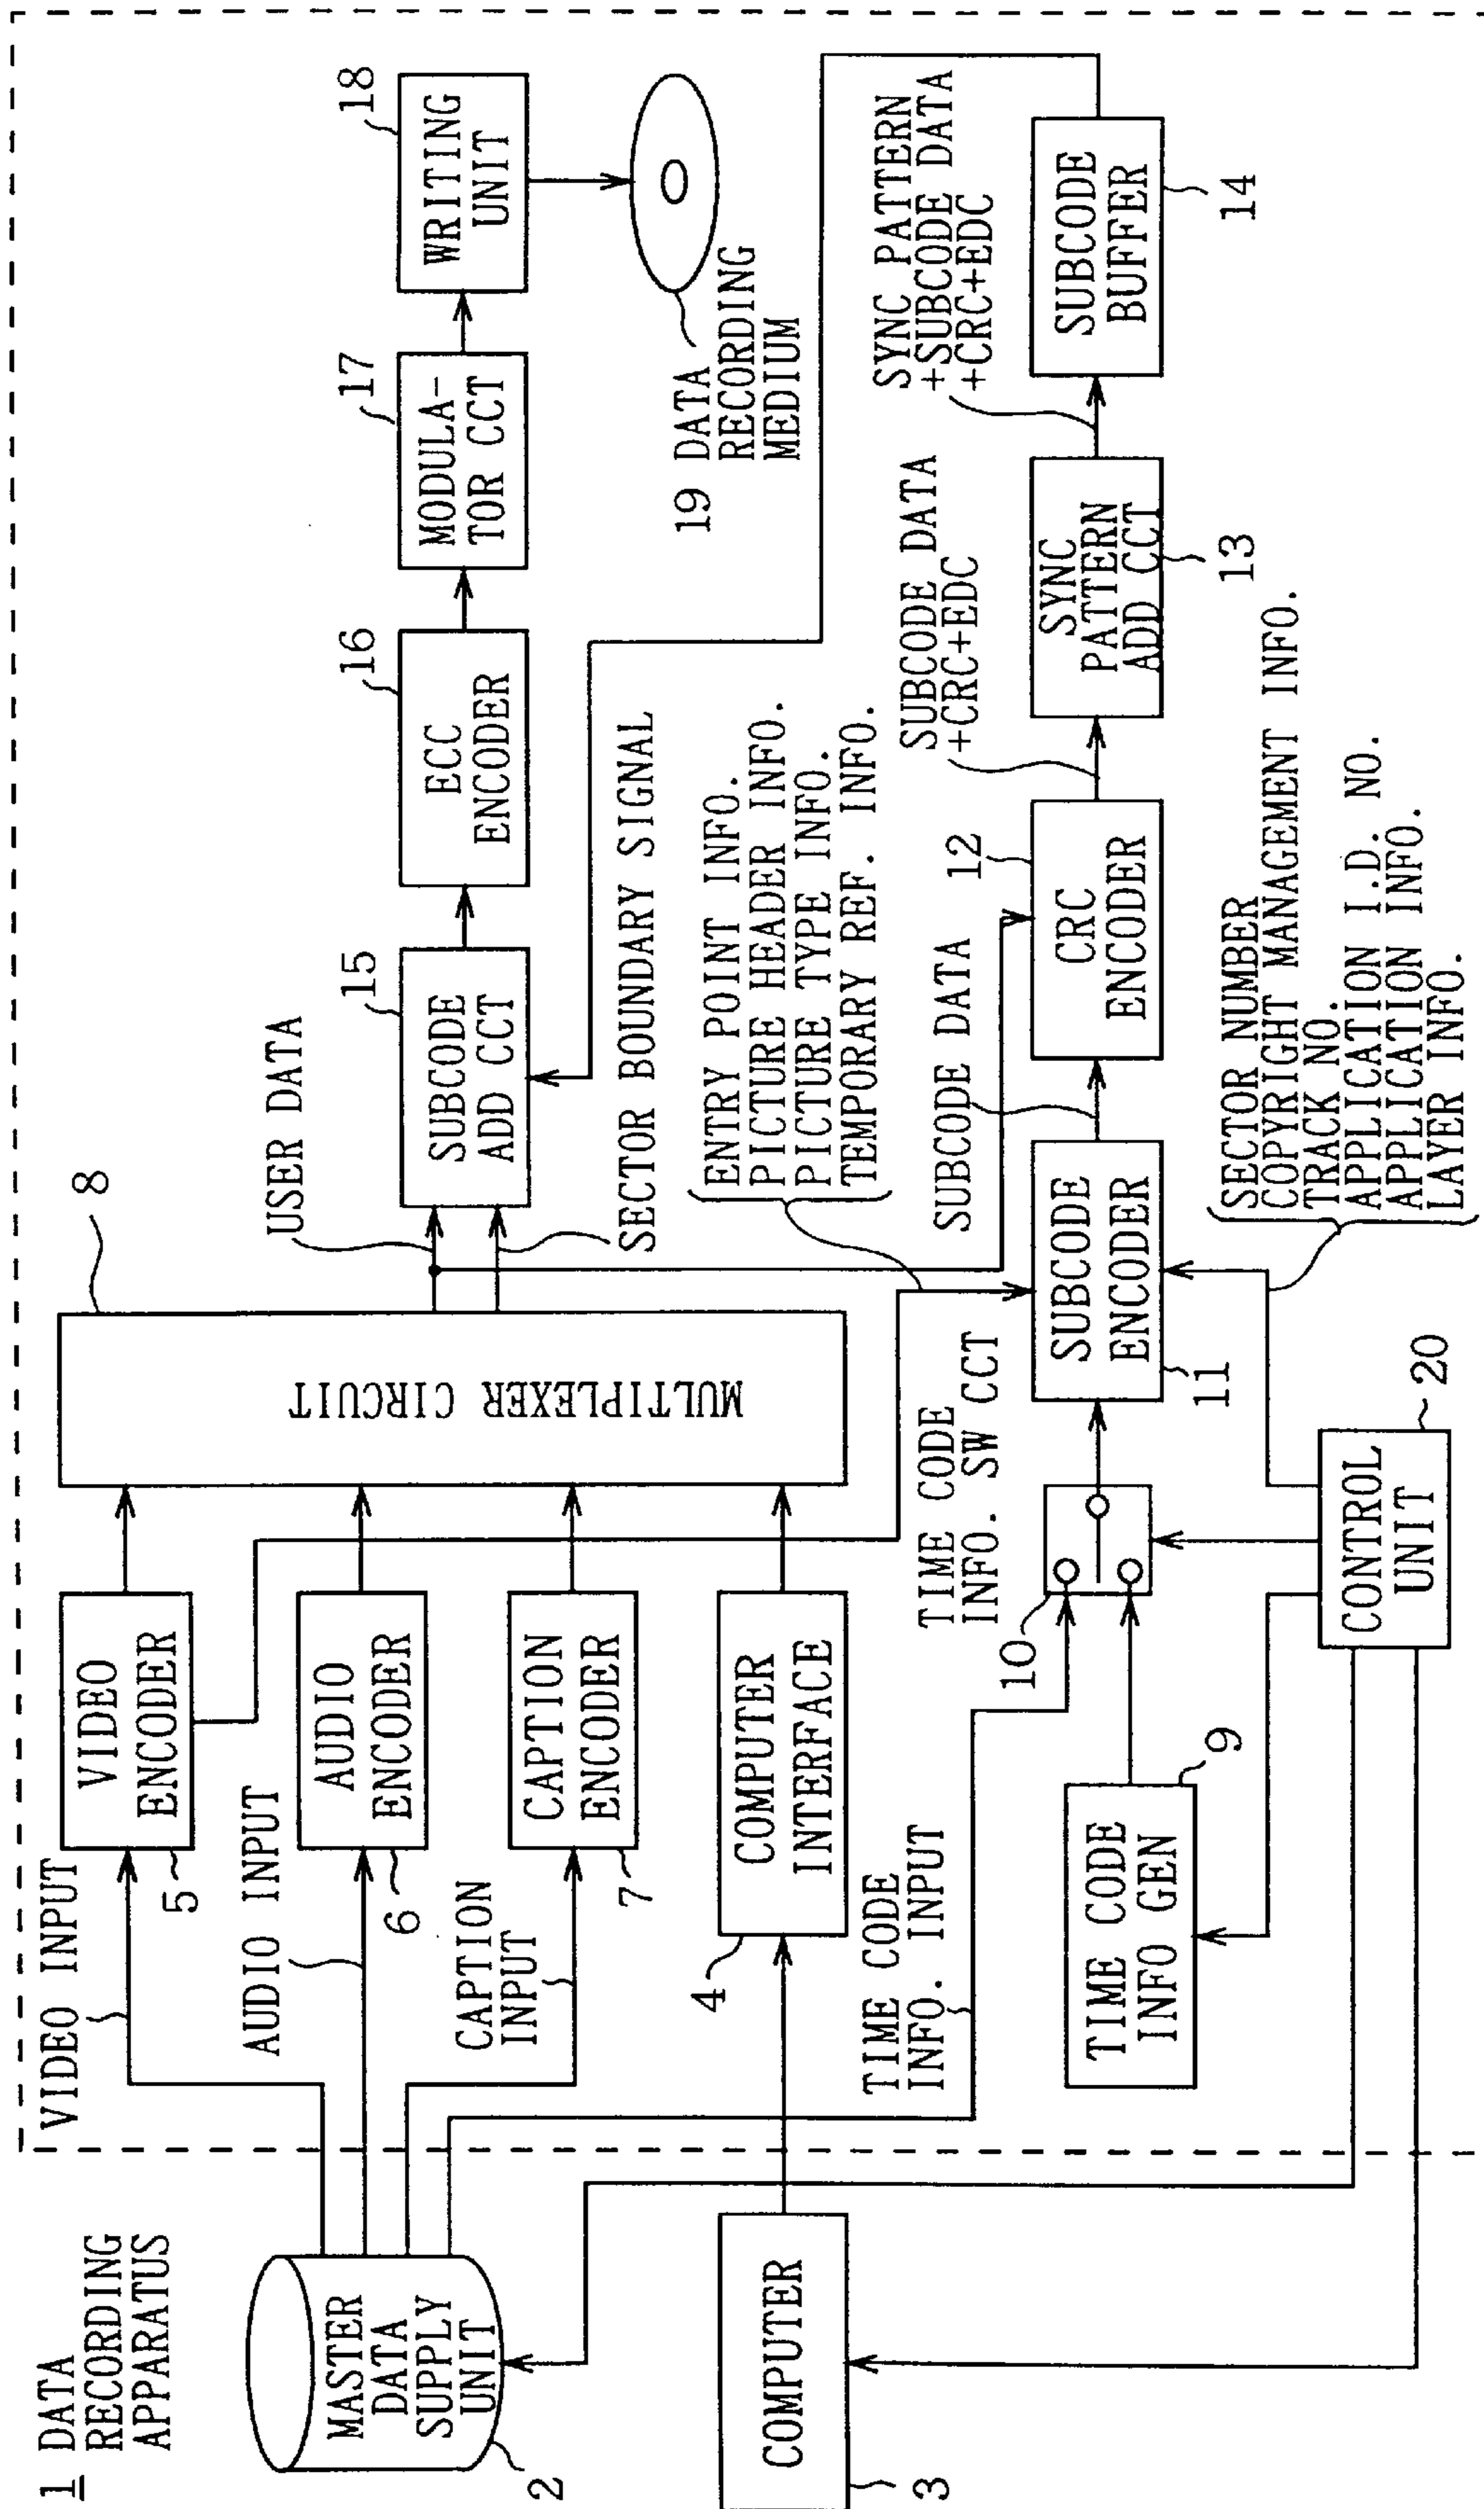 1 DATA
RECORDING
APPARATUS
MASTER
DATA
SUPPLY
UNIT
2
COMPUTER
3
VIDEO INPUT
VIDEO
ENCODER
5
AUDIO INPUT
AUDIO
ENCODER
6
CAPTION
INPUT
CAPTION
ENCODER
7
COMPUTER
INTERFACE
4
TIME CODE
INFO. INPUT
TIME CODE
INFO GEN
9
10
TIME CODE
INFO. SW CCT
CONTROL
UNIT
20
MULTIPLEXER CIRCUIT
8
USER DATA
SECTOR BOUNDARY SIGNAL
SUBCODE
ADD CCT
15
ECC
ENCODER
16
MODULA-
TOR CCT
17
WRITING
UNIT
18
19 DATA
RECORDING
MEDIUM
ENTRY POINT INFO.
PICTURE HEADER INFO.
PICTURE TYPE INFO.
TEMPORARY REF. INFO.
SUBCODE
ENCODER
11
SUBCODE DATA
CRC
ENCODER
12
SUBCODE DATA
+CRC+EDC
SYNC
PATTERN
ADD CCT
13
SYNC PATTERN
+SUBCODE DATA
+CRC+EDC
SUBCODE
BUFFER
14
SECTOR NUMBER
COPYRIGHT MANAGEMENT INFO.
TRACK NO.
APPLICATION I.D. NO.
APPLICATION INFO.
LAYER INFO.